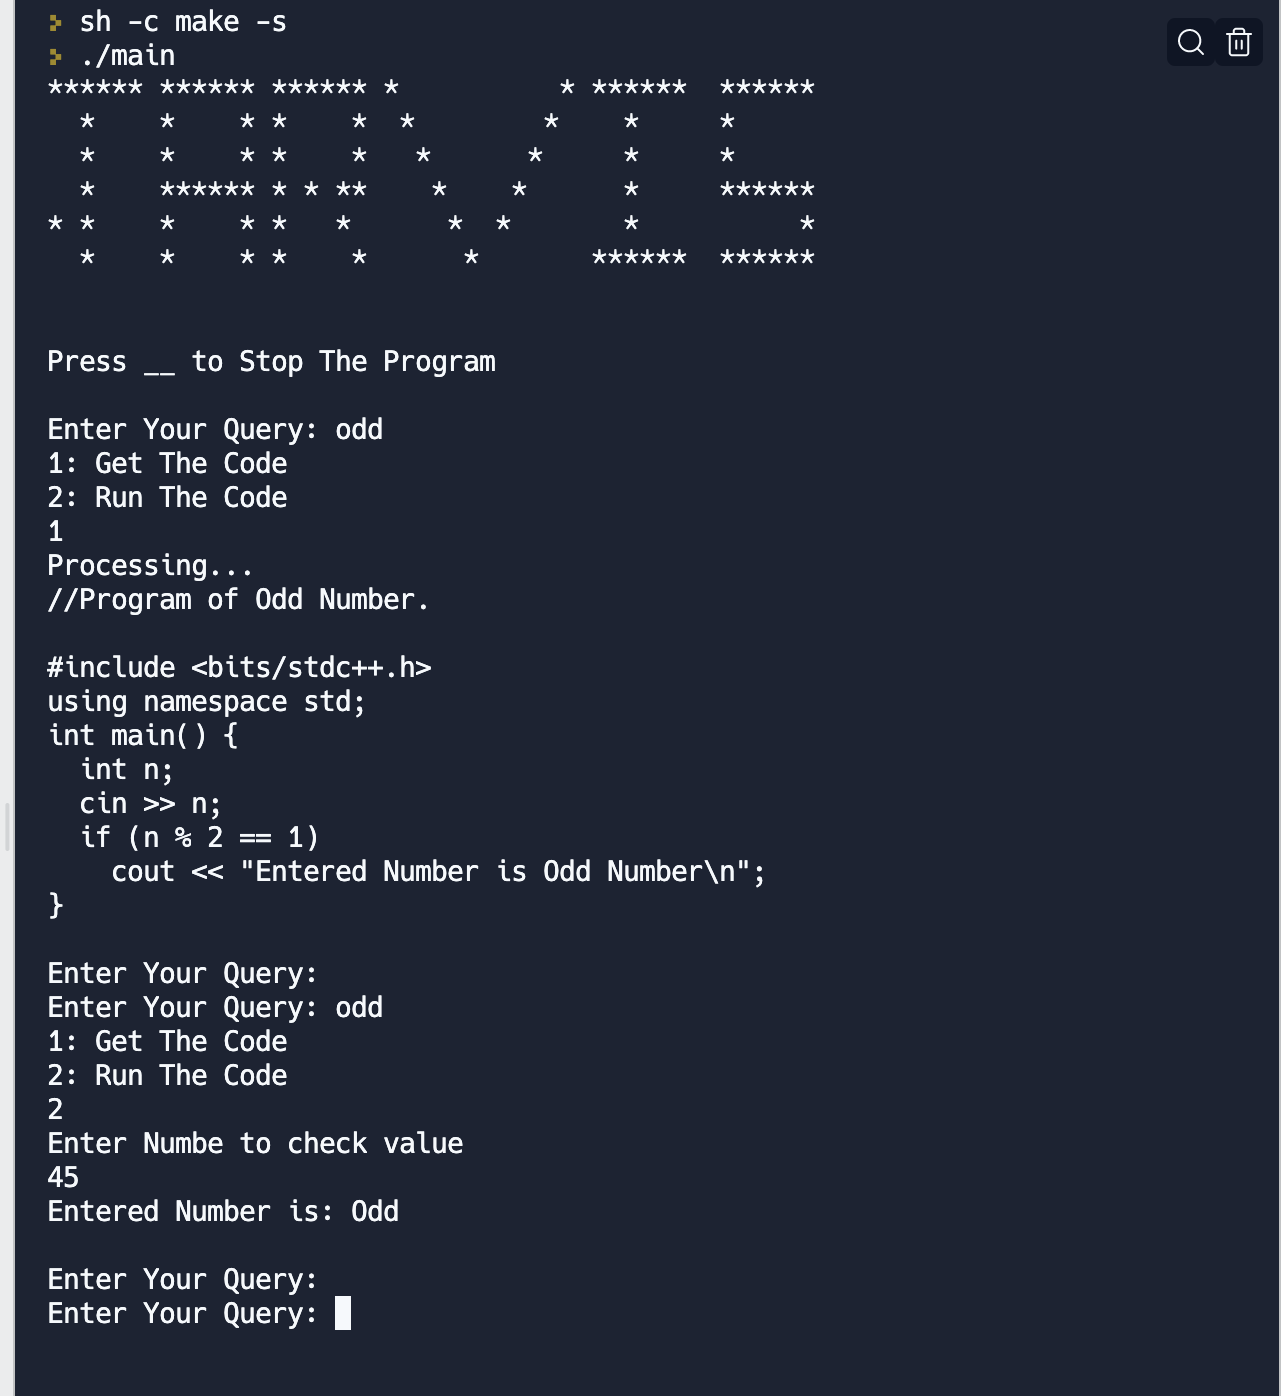 sh -c make -s
./main
****** ****** ****** *          * ******  ******
  *    *    * *    *  *        *    *     *
  *    *    * *    *   *      *     *     *
  *    ****** * * **    *    *      *     ******
* *    *    * *   *      *  *       *          *
  *    *    * *    *      *       ******  ******
Press __ to Stop The Program
Enter Your Query: odd
1: Get The Code
2: Run The Code
1
Processing...
//Program of Odd Number.
#include <bits/stdc++.h>
using namespace std;
int main() {
  int n;
  cin >> n;
  if (n % 2 == 1)
    cout << "Entered Number is Odd Number\n";
}
Enter Your Query:
Enter Your Query: odd
1: Get The Code
2: Run The Code
2
Enter Numbe to check value
45
Entered Number is: Odd
Enter Your Query:
Enter Your Query: